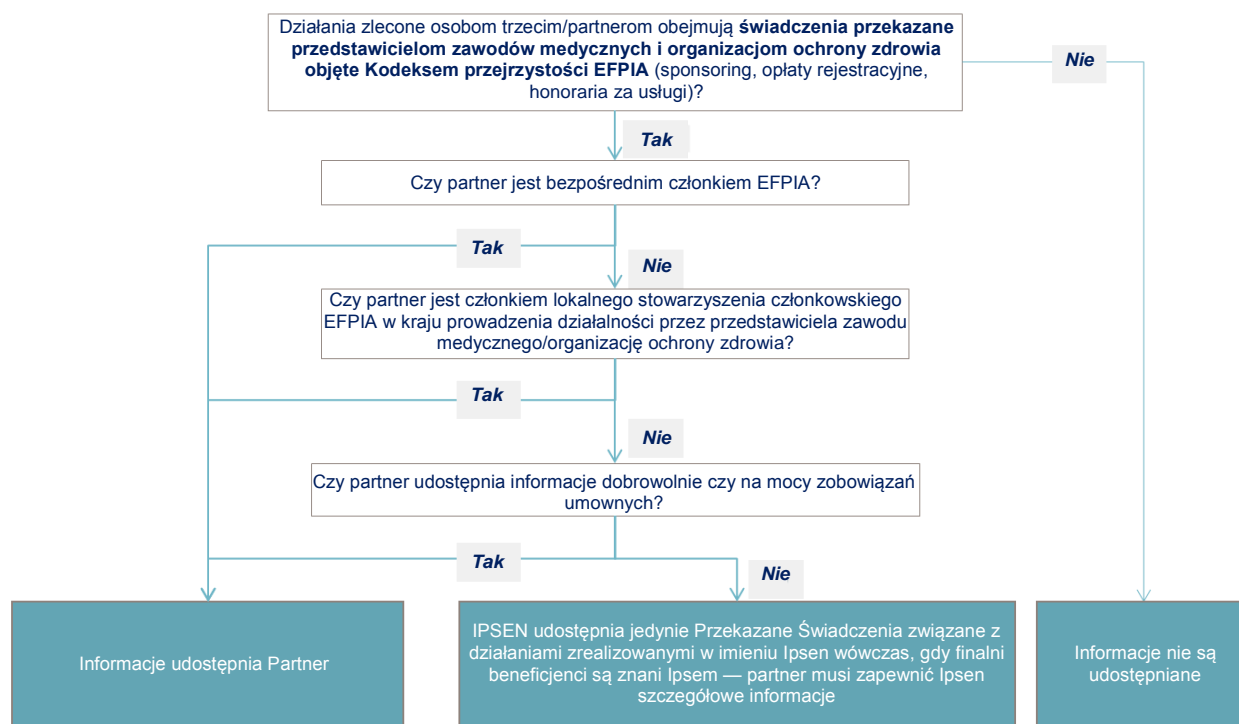 Działania zlecone osobom trzecim/partnerom obejmują świadczenia przekazane
przedstawicielom zawodów medycznych i organizacjom ochrony zdrowia
objęte Kodeksem przejrzystości EFPIA (sponsoring, opłaty rejestracyjne,
honoraria za usługi)?
Nie
Tak
Czy partner jest bezpośrednim członkiem EFPIA?
Tak
Nie
Czy partner jest członkiem lokalnego stowarzyszenia członkowskiego
EFPIA w kraju prowadzenia działalności przez przedstawiciela zawodu
medycznego/organizację ochrony zdrowia?
Tak
Nie
Czy partner udostępnia informacje dobrowolnie czy na mocy zobowiązań
umownych?
Tak
Nie
Informacje udostępnia Partner
IPSEN udostępnia jedynie Przekazane Świadczenia związane z
działaniami zrealizowanymi w imieniu Ipsen wówczas, gdy finalni
beneficjenci są znani Ipsem — partner musi zapewnić Ipsen
szczegółowe informacje
Informacje nie są
udostępniane